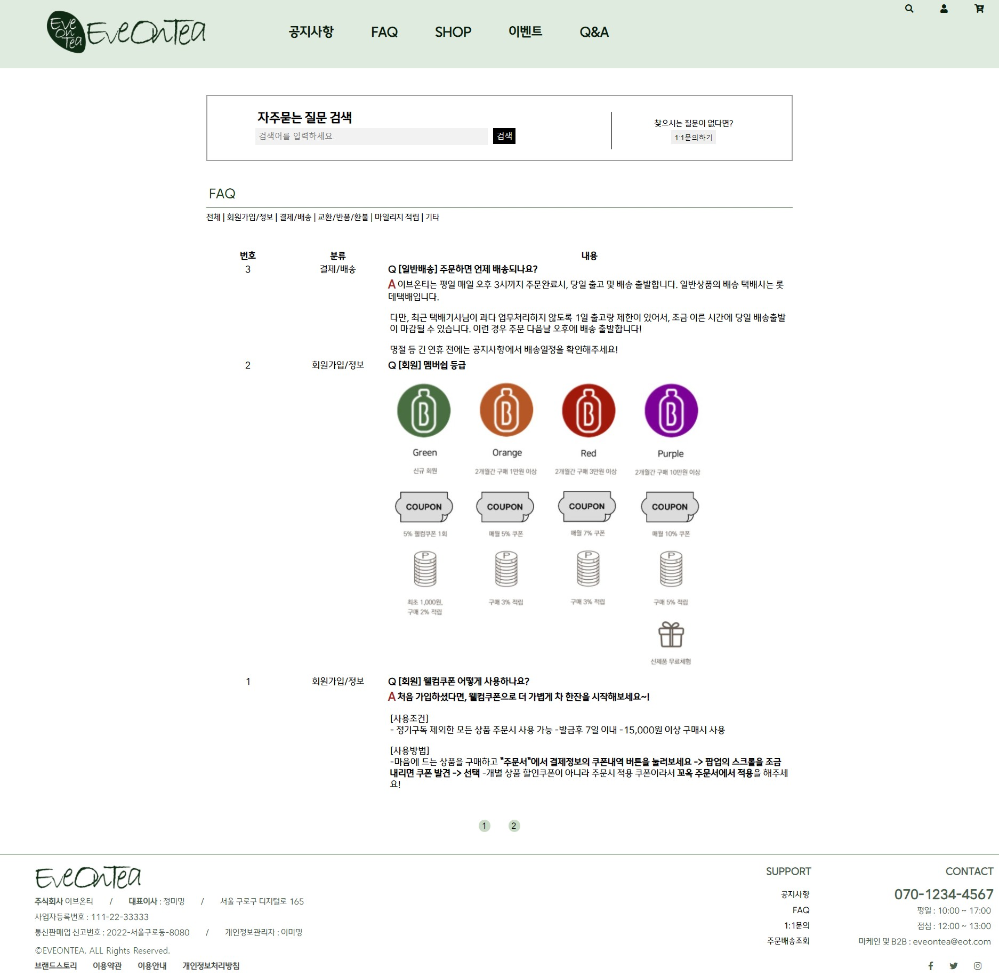 Eve On Tea EveOnTea
공지사항 FAQ SHOP 이벤트 Q&A
자주묻는 질문 검색
검색어를 입력하세요. 검색
찾으시는 질문이 없다면?
1:1문의하기
FAQ
전체 | 회원가입/정보 | 결제/배송 | 교환/반품/환불 | 마일리지 적립 | 기타
번호 분류 내용
3 결제/배송 Q [일반배송] 주문하면 언제 배송되나요?
A 이브온티는 평일 매일 오후 3시까지 주문완료시, 당일 출고 및 배송 출발합니다. 일반상품의 배송 택배사는 롯
데택배입니다.
다만, 최근 택배기사님이 과다 업무처리하지 않도록 1일 출고량 제한이 있어서, 조금 이른 시간에 당일 배송출발
이 마감될 수 있습니다. 이런 경우 주문 다음날 오후에 배송 출발합니다!
명절 등 긴 연휴 전에는 공지사항에서 배송일정을 확인해주세요!
2 회원가입/정보 Q [회원] 멤버쉽 등급
B B B B
Green Orange Red Purple
신규 회원 2개월간 구매 1만원 이상 2개월간 구매 3만원 이상 2개월간 구매 10만원 이상
COUPON COUPON COUPON COUPON
5% 웰컴쿠폰 1회 매월 5% 쿠폰 매월 7% 쿠폰 매월 10% 쿠폰
P P P P
최초 1,000원, 구매 3% 적립 구매 3% 적립 구매 5% 적립
구매 2% 적립
신제품 무료체험
1 회원가입/정보 Q [회원] 웰컴쿠폰 어떻게 사용하나요?
A 처음 가입하셨다면, 웰컴쿠폰으로 더 가볍게 차 한잔을 시작해보세요~!
[사용조건]
- 정기구독 제외한 모든 상품 주문시 사용 가능 -발금후 7일 이내 -15,000원 이상 구매시 사용
[사용방법]
-마음에 드는 상품을 구매하고 "주문서"에서 결제정보의 쿠폰내역 버튼을 눌러보세요 -> 팝업의 스크롤을 조금
내리면 쿠폰 발견 -> 선택 -개별 상품 할인쿠폰이 아니라 주문시 적용 쿠폰이라서 꼬옥 주문서에서 적용을 해주세
요!
1 2
EveOnTea
주식회사 이브온티 / 대표이사 : 정미밍 / 서울 구로구 디지털로 165
사업자등록번호 : 111-22-33333
통신판매업 신고번호 : 2022-서울구로동-8080 / 개인정보관리자 : 이미밍
©EVEONTEA. ALL Rights Reserved.
브랜드스토리 이용약관 이용안내 개인정보처리방침
SUPPORT
공지사항
FAQ
1:1문의
주문배송조회
CONTACT
070-1234-4567
평일 : 10:00 ~ 17:00
점심 : 12:00 ~ 13:00
마케인 및 B2B : eveontea@eot.com